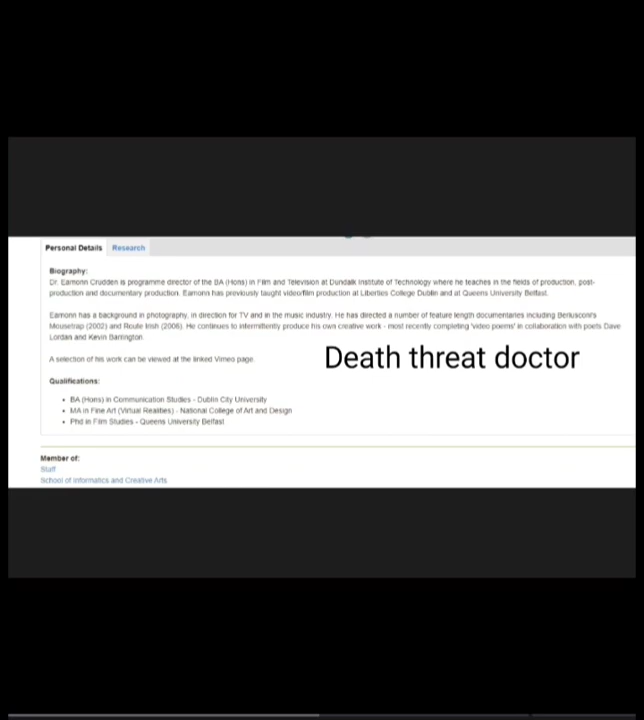 Personal Details Research
Biography:
Dr. Eamonn Crudden is programme director of the BA (Hons) in Film and Television at Dundalk Institute of Technology where he teaches in the fields of production, post-
production and documentary production. Eamonn has previously taught video/film production at Liberties College Dublin and at Queens University Belfast.
Eamonn has a background in photography, in direction for TV and in the music industry. He has directed a number of feature length documentaries including Berlusconi's
Mousetrap (2002) and Route Irish (2006). He continues to intermittently produce his own creative work - most recently completing 'video poems' in collaboration with poets Dave
Lordan and Kevin Barrington.
A selection of his work can be viewed at the linked Vimeo page.
Death threat doctor
Qualifications:
• BA (Hons) in Communication Studies - Dublin City University
• MA in Fine Art (Virtual Realities) - National College of Art and Design
• Phd in Film Studies - Queens University Belfast
Member of:
Staff
School of Informatics and Creative Arts